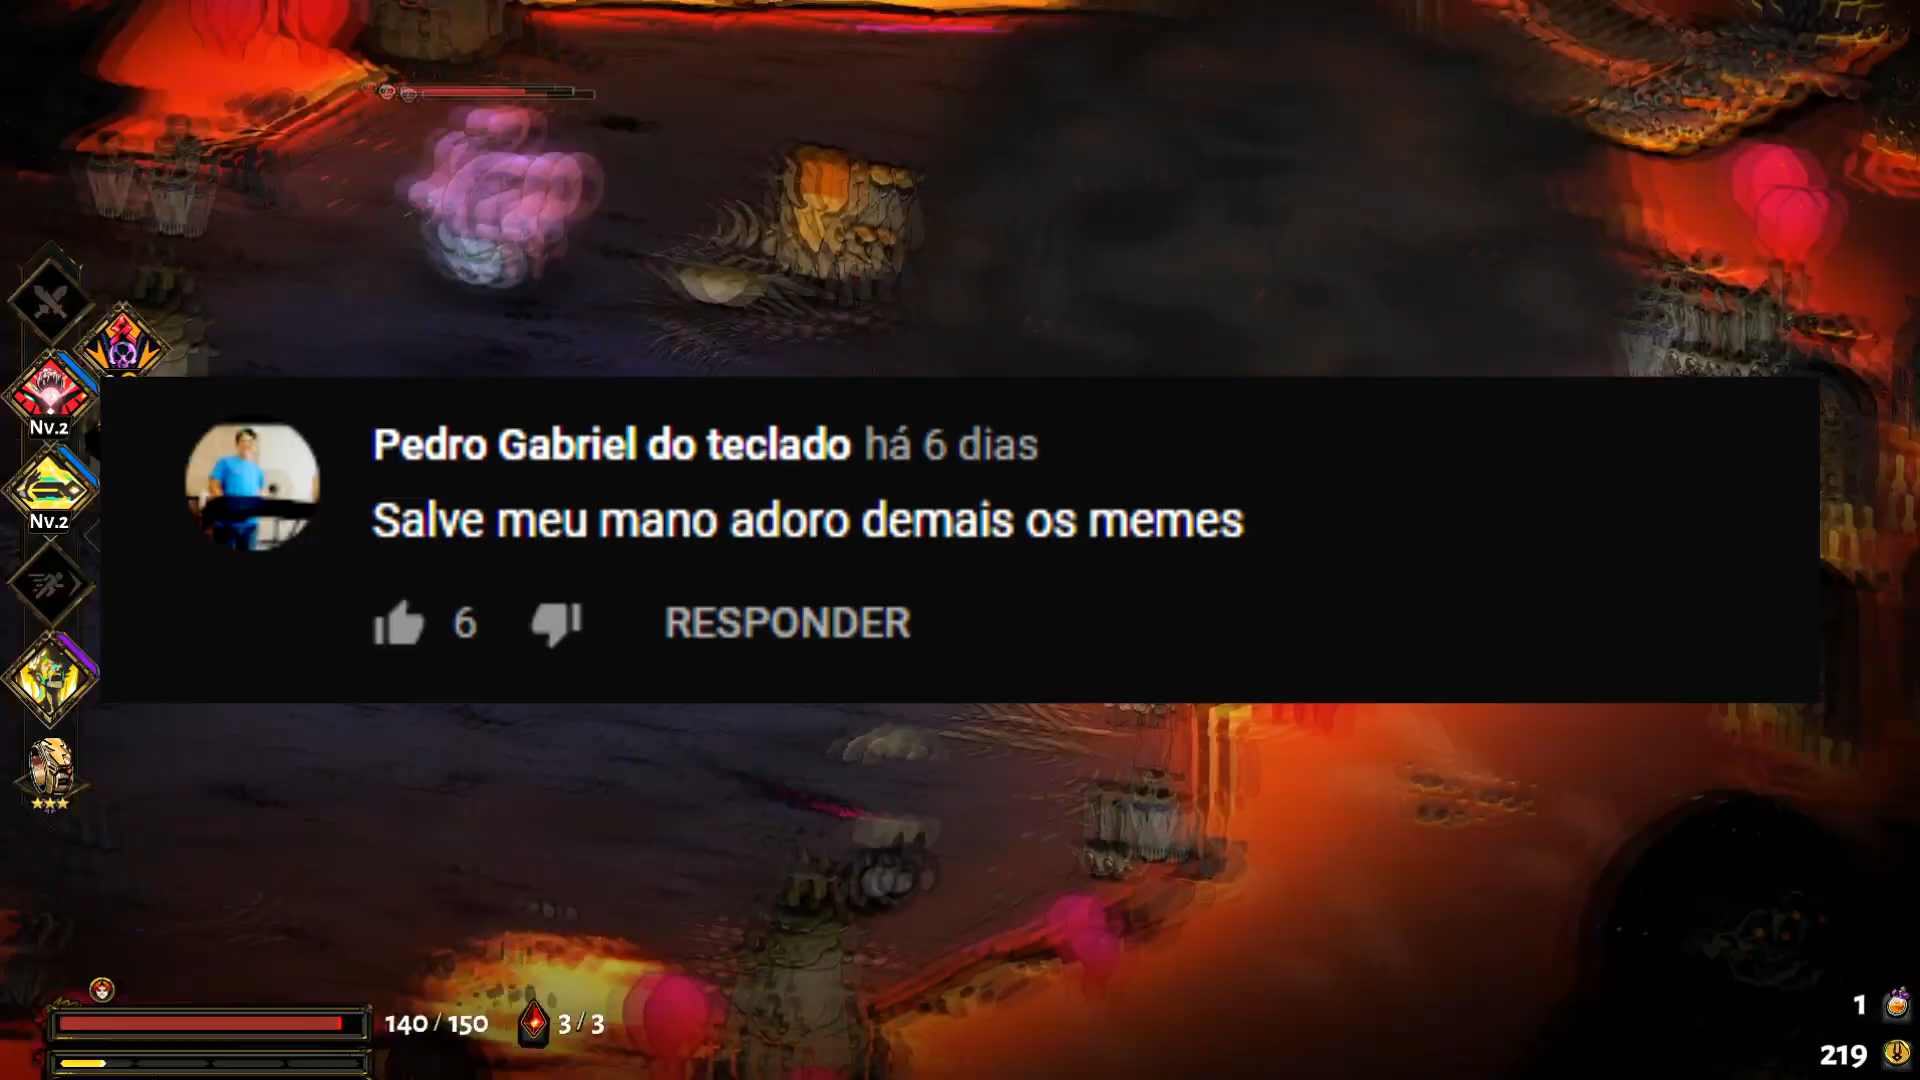 Nv.2
Nv.2
Pedro Gabriel do teclado há 6 dias
Salve meu mano adoro demais os memes
6 RESPONDER
140 / 150 3 / 3
1
219